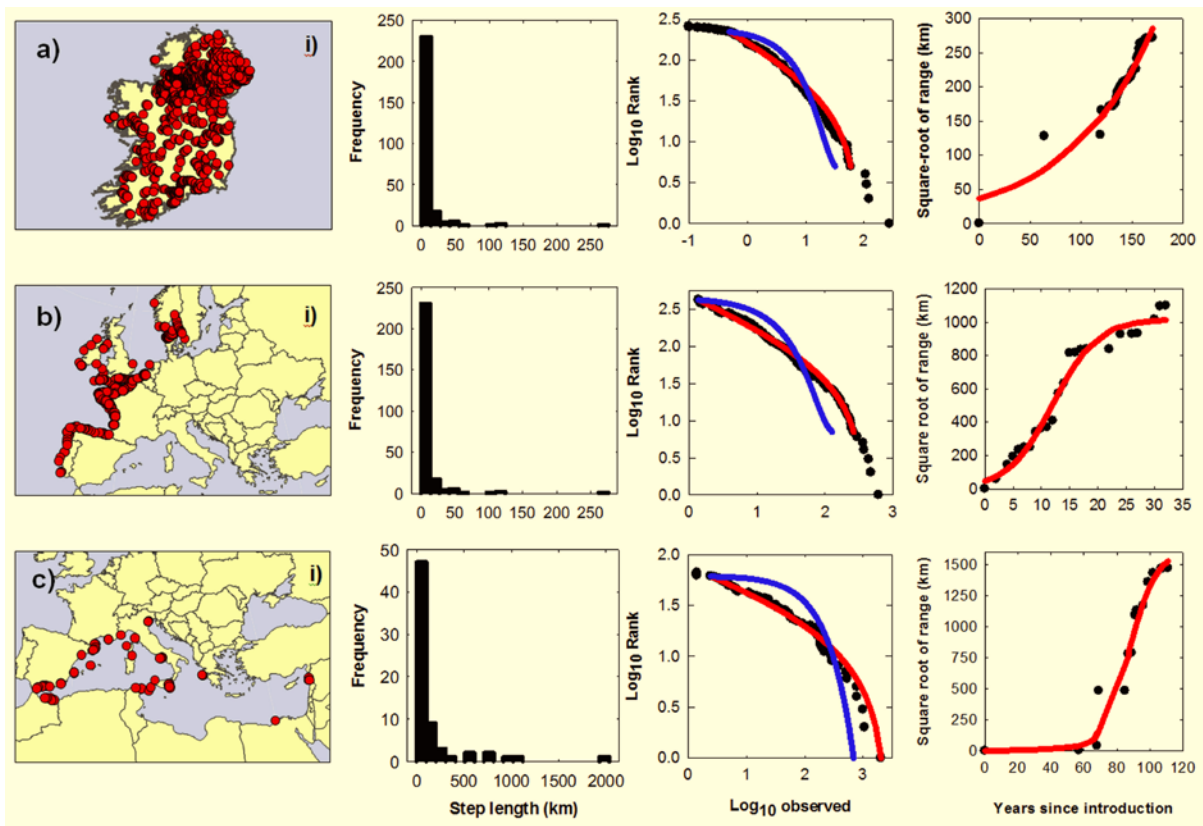 a)
i)
Frequency
250
200
150
100
50
0
0 50 100 150 200 250
Log10 Rank
2.5
2.0
1.5
1.0
0.5
0.0
-1 0 1 2
Square-root of range (km)
300
250
200
150
100
50
0
0 50 100 150 200
b)
i)
Frequency
250
200
150
100
50
0
0 50 100 150 200 250
Log10 Rank
2.5
2.0
1.5
1.0
0.5
0.0
0 1 2 3
Square root of range (km)
1200
1000
800
600
400
200
0
0 5 10 15 20 25 30 35
c)
i)
Frequency
50
40
30
20
10
0
0 500 1000 1500 2000
Step length (km)
Log10 Rank
2.0
1.5
1.0
0.5
0.0
0 1 2 3
Log10 observed
Square root of range (km)
1500
1250
1000
750
500
250
0
0 20 40 60 80 100 120
Years since introduction